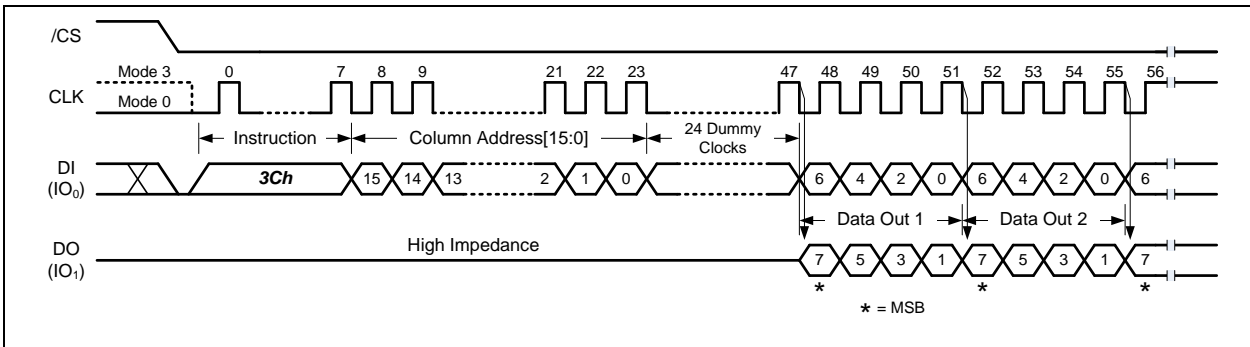 /CS
Mode 3 0 7 8 9 21 22 23 47 48 49 50 51 52 53 54 55 56
CLK
Mode 0
Instruction Column Address[15:0] 24 Dummy Clocks
DI (IO0) 3Ch 15 14 13 2 1 0 6 4 2 0 6 4 2 0 6
Data Out 1 Data Out 2
DO (IO1) High Impedance 7 5 3 1 7 5 3 1 7
* * *
* = MSB